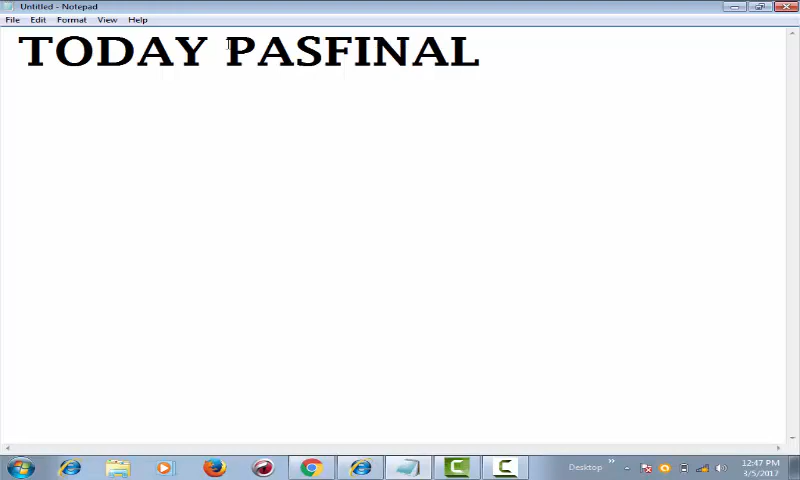 Untitled - Notepad
File Edit Format View Help
TODAY PASFINAL
Desktop
12:47 PM
3/5/2017